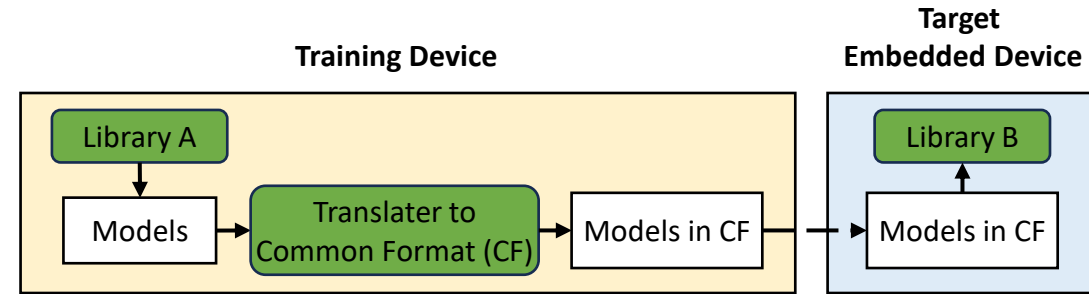 Training Device
Target
Embedded Device
Library A
Models
Translater to
Common Format (CF)
Models in CF
Library B
Models in CF